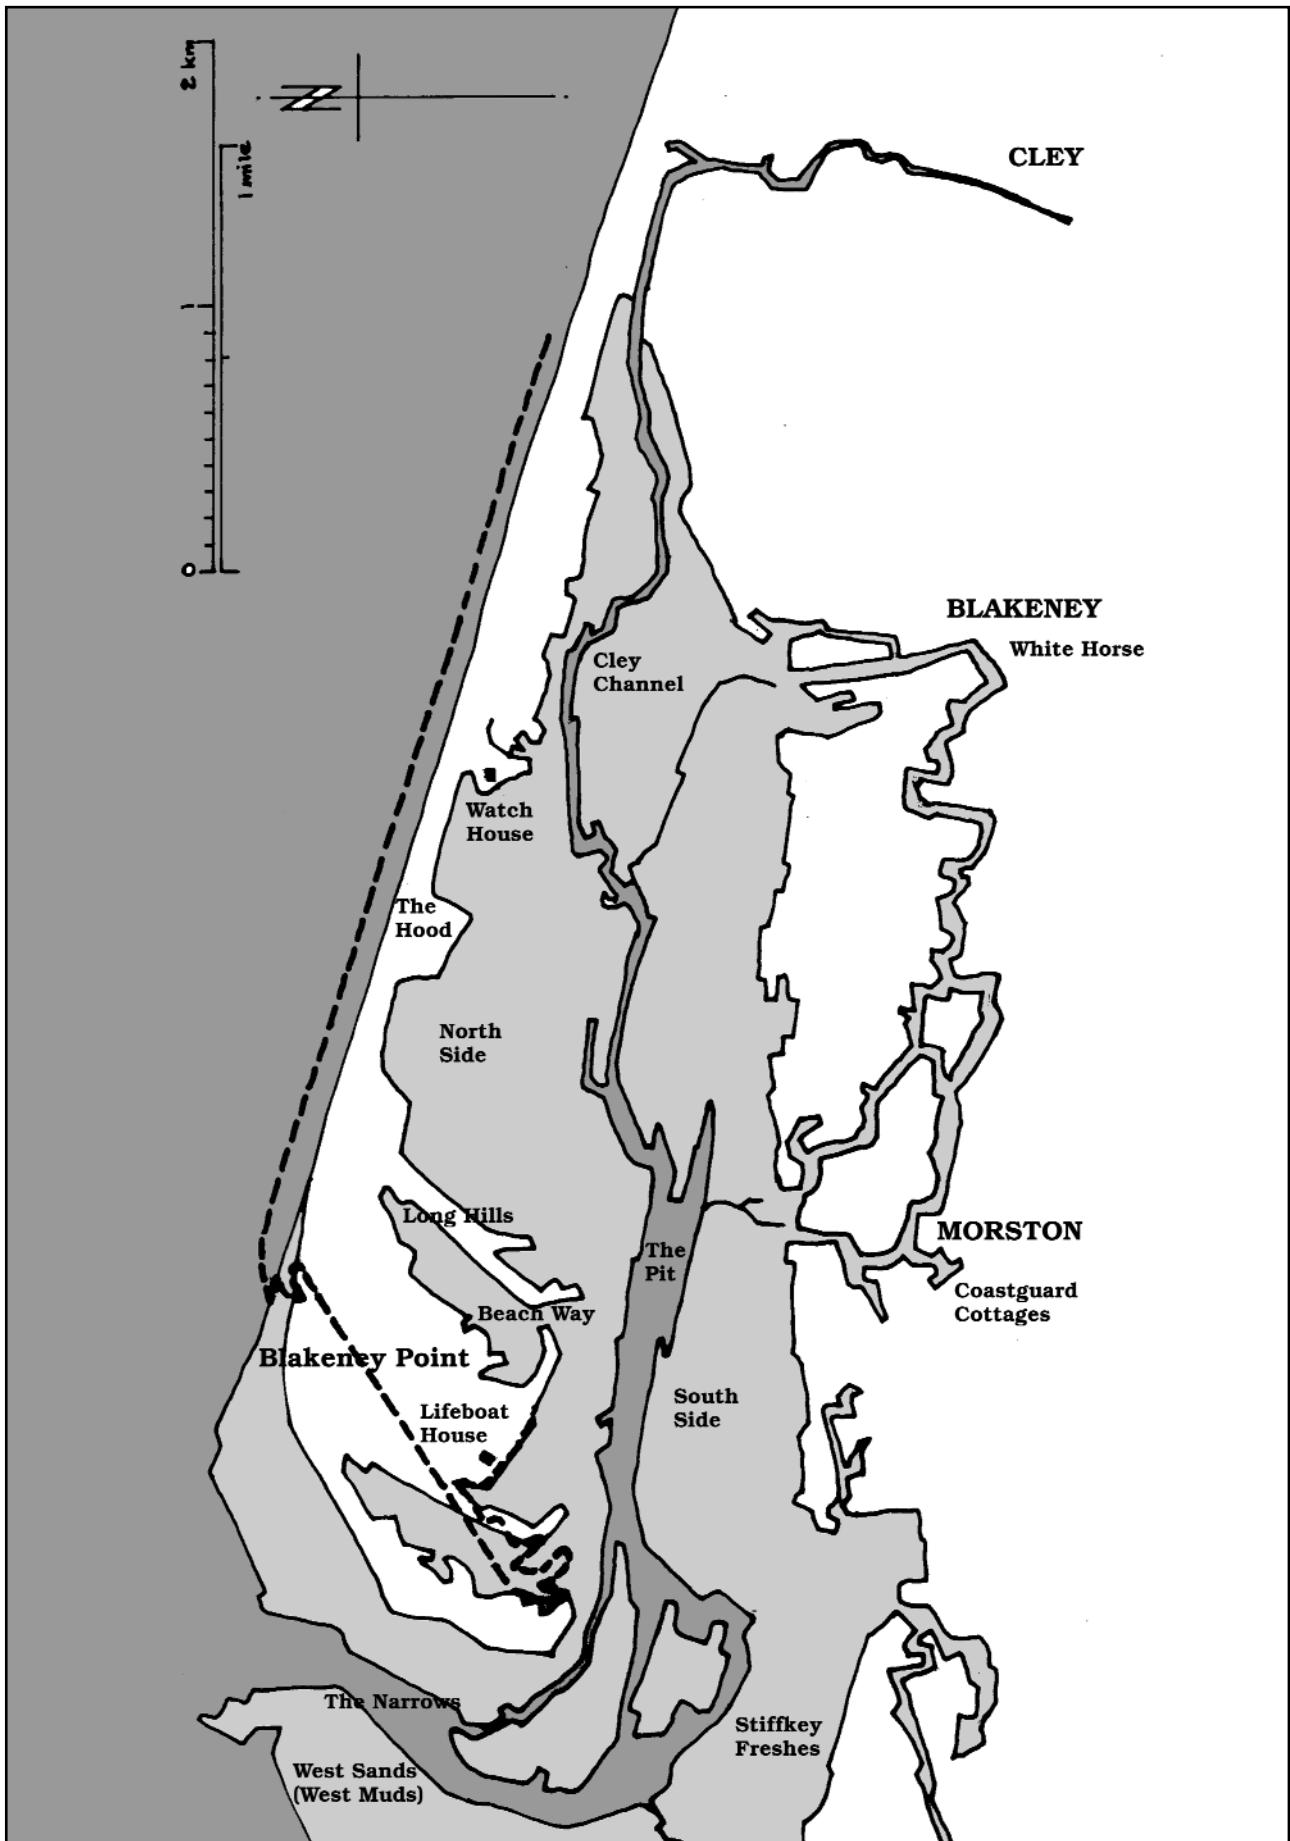 2 km
1 mile
N
CLEY
1
0
BLAKENEY
White Horse
Cley
Channel
Watch
House
The
Hood
North
Side
Long Hills
MORSTON
The
Pit
Coastguard
Cottages
Beach Way
Blakeney Point
South
Side
Lifeboat
House
The Narrows
Stiffkey
Freshes
West Sands
(West Muds)